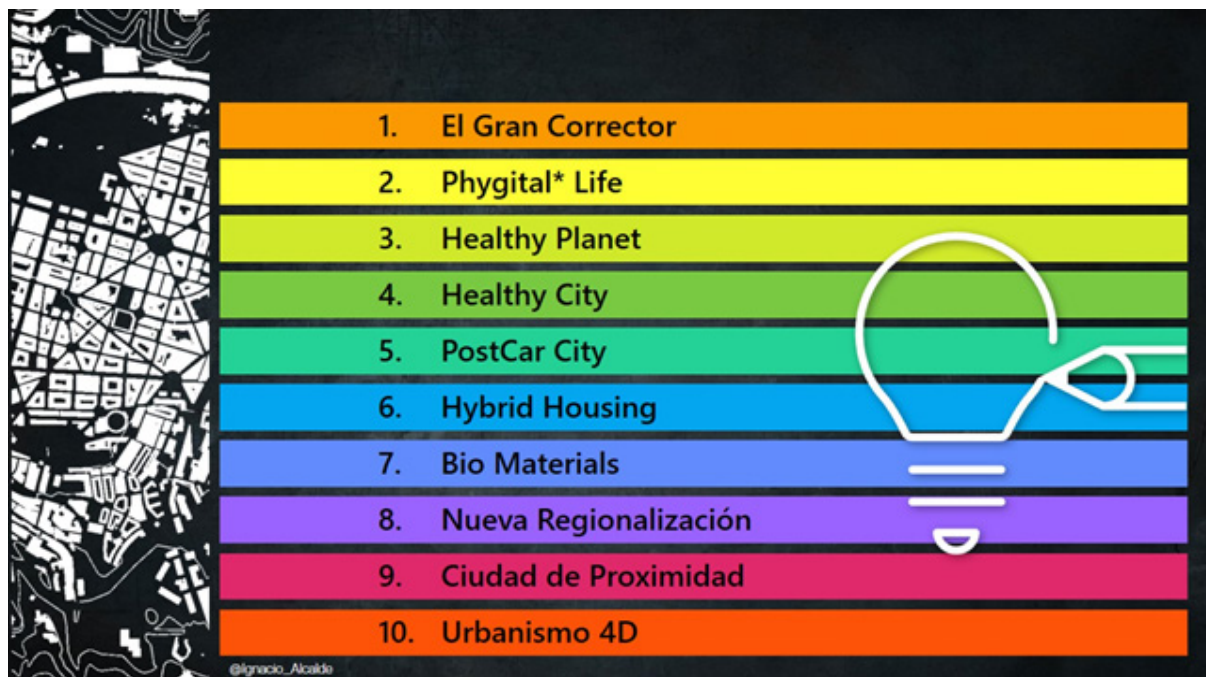 1. El Gran Corrector
2. Phygital* Life
3. Healthy Planet
4. Healthy City
5. PostCar City
6. Hybrid Housing
7. Bio Materials
8. Nueva Regionalización
9. Ciudad de Proximidad
10. Urbanismo 4D
@Ignacio_Alcalde